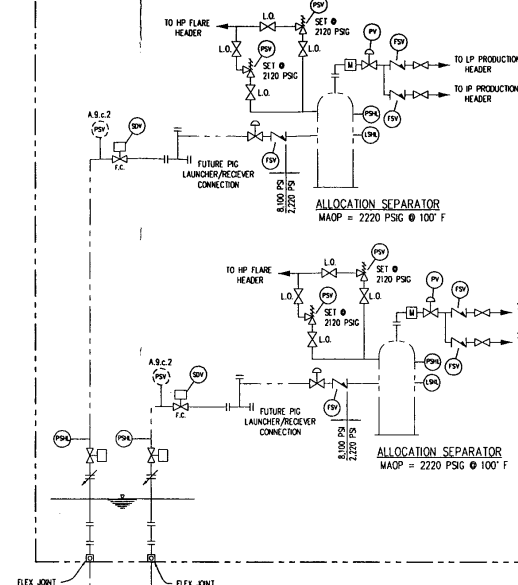 PSV
L.O.
TO HP FLARE
HEADER
SET @
2120 PSIG
L.O.
PSV
L.O.
SET @
2120 PSIG
L.O.
PV
FSV
M
TO LP PRODUCTION
HEADER
TO IP PRODUCTION
HEADER
FSV
PSHL
LSHL
A.9.c.2
PSV
SDV
F.C.
FSV
FUTURE PIG
LAUNCHER/RECIEVER
CONNECTION
8,100 PSI
2,220 PSI
ALLOCATION SEPARATOR
MAOP = 2220 PSIG @ 100° F
PSV
L.O.
TO HP FLARE
HEADER
SET @
2120 PSIG
L.O.
PSV
L.O.
SET @
2120 PSIG
L.O.
PV
FSV
M
FSV
PSHL
LSHL
A.9.c.2
PSV
SDV
F.C.
FSV
FUTURE PIG
LAUNCHER/RECIEVER
CONNECTION
8,100 PSI
2,220 PSI
ALLOCATION SEPARATOR
MAOP = 2220 PSIG @ 100° F
PSHL
PSHL
FLEX JOINT
FLEX JOINT